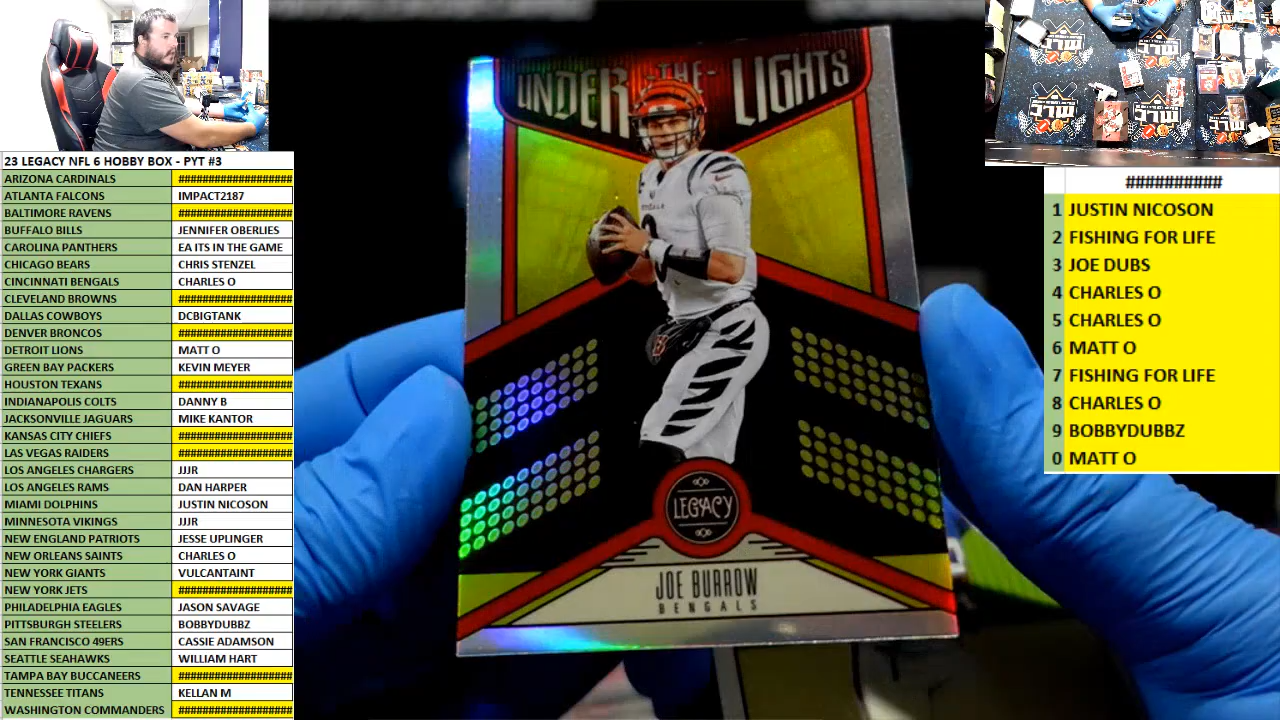 23 LEGACY NFL 6 HOBBY BOX - PYT #3
ARIZONA CARDINALS ###################
ATLANTA FALCONS IMPACT2187
BALTIMORE RAVENS ###################
BUFFALO BILLS JENNIFER OBERLIES
CAROLINA PANTHERS EA ITS IN THE GAME
CHICAGO BEARS CHRIS STENZEL
CINCINNATI BENGALS CHARLES O
CLEVELAND BROWNS ###################
DALLAS COWBOYS DCBIGTANK
DENVER BRONCOS ###################
DETROIT LIONS MATT O
GREEN BAY PACKERS KEVIN MEYER
HOUSTON TEXANS ###################
INDIANAPOLIS COLTS DANNY B
JACKSONVILLE JAGUARS MIKE KANTOR
KANSAS CITY CHIEFS ###################
LAS VEGAS RAIDERS ###################
LOS ANGELES CHARGERS JJJR
LOS ANGELES RAMS DAN HARPER
MIAMI DOLPHINS JUSTIN NICOSON
MINNESOTA VIKINGS JJJR
NEW ENGLAND PATRIOTS JESSE UPLINGER
NEW ORLEANS SAINTS CHARLES O
NEW YORK GIANTS VULCANTAINT
NEW YORK JETS ###################
PHILADELPHIA EAGLES JASON SAVAGE
PITTSBURGH STEELERS BOBBYDUBBZ
SAN FRANCISCO 49ERS CASSIE ADAMSON
SEATTLE SEAHAWKS WILLIAM HART
TAMPA BAY BUCCANEERS ###################
TENNESSEE TITANS KELLAN M
WASHINGTON COMMANDERS ###################
UNDER -THE- LIGHTS
LEGACY
JOE BURROW
BENGALS
##########
1 JUSTIN NICOSON
2 FISHING FOR LIFE
3 JOE DUBS
4 CHARLES O
5 CHARLES O
6 MATT O
7 FISHING FOR LIFE
8 CHARLES O
9 BOBBYDUBBZ
0 MATT O